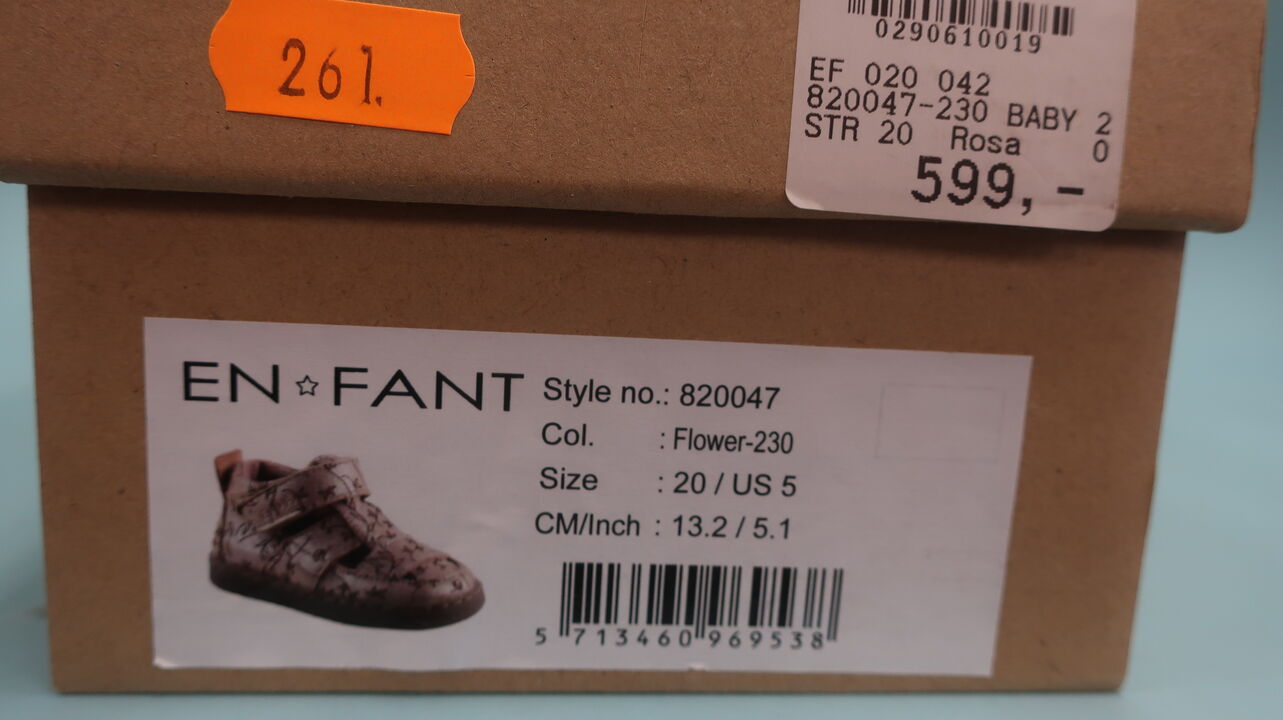 261.
0290610019
EF 020 042
820047-230 BABY 2
STR 20 Rosa 0
599,-
EN☆FANT
Style no.: 820047
Col. : Flower-230
Size : 20 / US 5
CM/Inch : 13.2 / 5.1
5 713460 969538